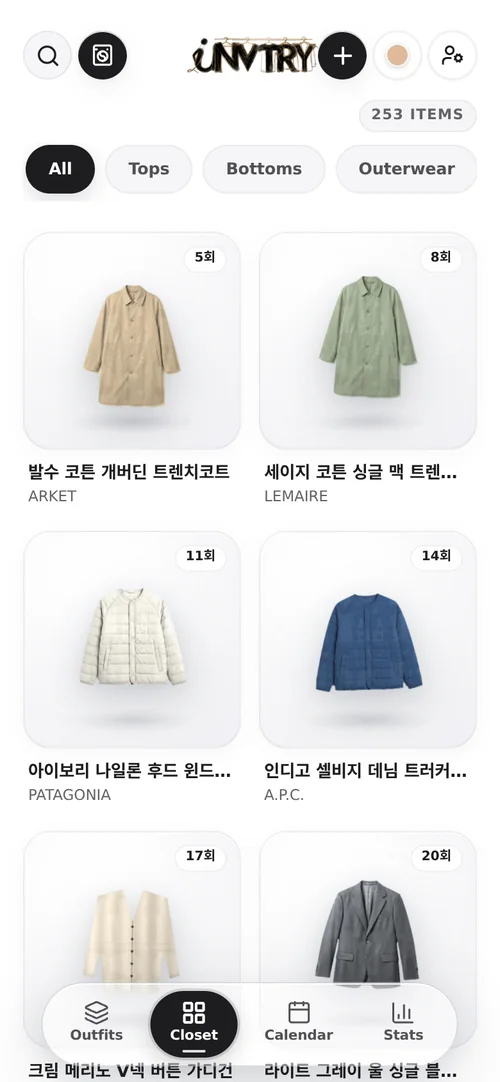 iNVTRY
253 ITEMS
All Tops Bottoms Outerwear
5회 8회
발수 코튼 개버딘 트렌치코트 세이지 코튼 싱글 맥 트렌...
ARKET LEMAIRE
11회 14회
아이보리 나일론 후드 윈드... 인디고 셀비지 데님 트러커...
PATAGONIA A.P.C.
17회 20회
Outfits Closet Calendar Stats
크림 메리노 V넥 버튼 가디건 라이트 그레이 울 싱글 블...